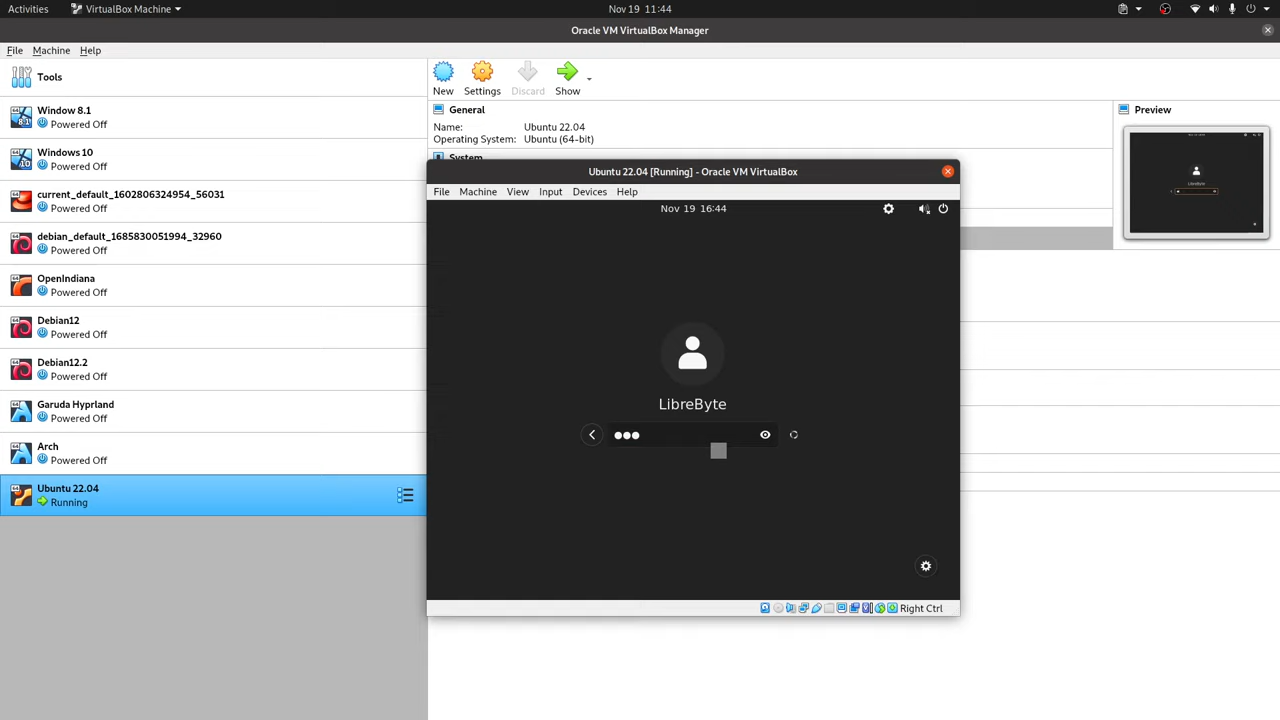 Activities VirtualBox Machine Nov 19 11:44
Oracle VM VirtualBox Manager
File Machine Help
Tools
New Settings Discard Show
Window 8.1
Powered Off
Windows 10
Powered Off
current_default_1602806324954_56031
Powered Off
debian_default_1685830051994_32960
Powered Off
OpenIndiana
Powered Off
Debian12
Powered Off
Debian12.2
Powered Off
Garuda Hyprland
Powered Off
Arch
Powered Off
Ubuntu 22.04
Running
General
Name: Ubuntu 22.04
Operating System: Ubuntu (64-bit)
System
Preview
Ubuntu 22.04 [Running] - Oracle VM VirtualBox
File Machine View Input Devices Help
Nov 19 16:44
LibreByte
Right Ctrl